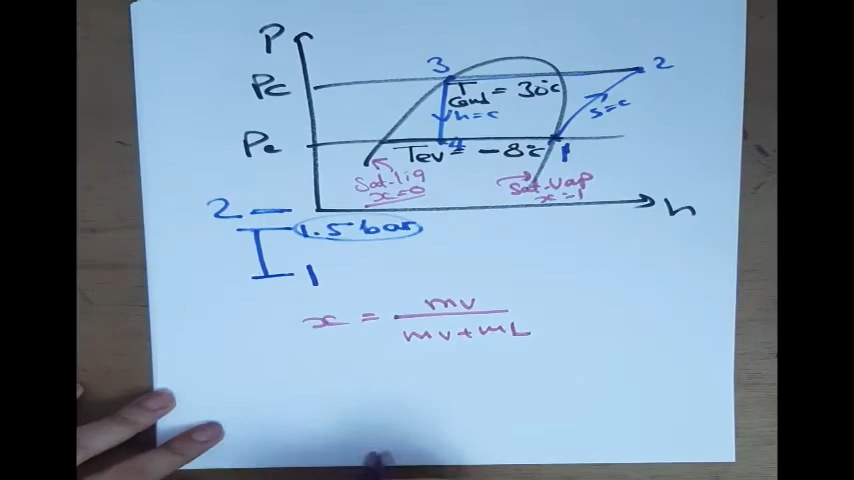 P
3
2
Pc
Tcond = 30°c
h=c
s=c
Pe
4
Tev = -8°c
1
Sat-liq
x=0
Sat-vap
x=1
h
2
1.5 bar
1
x = mv
mv+mL